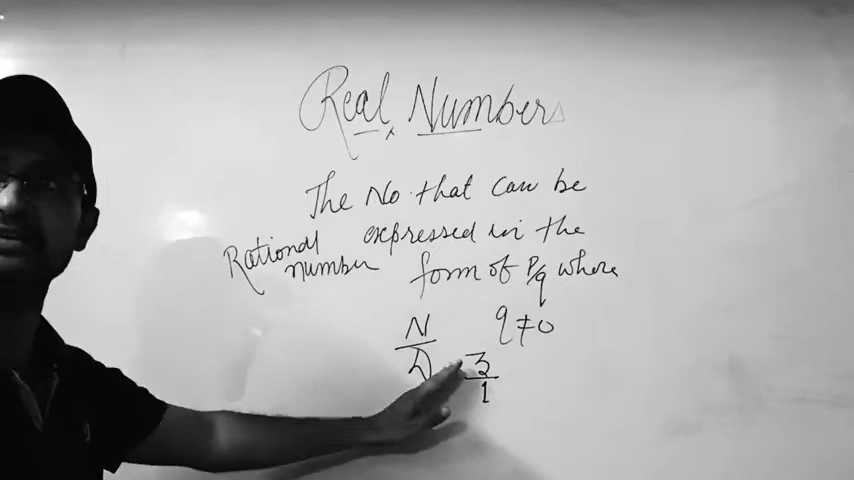 Real Numbers
The No. that can be
Rational number
expressed in the
form of P/q where
q ≠ 0
N
D
3
1